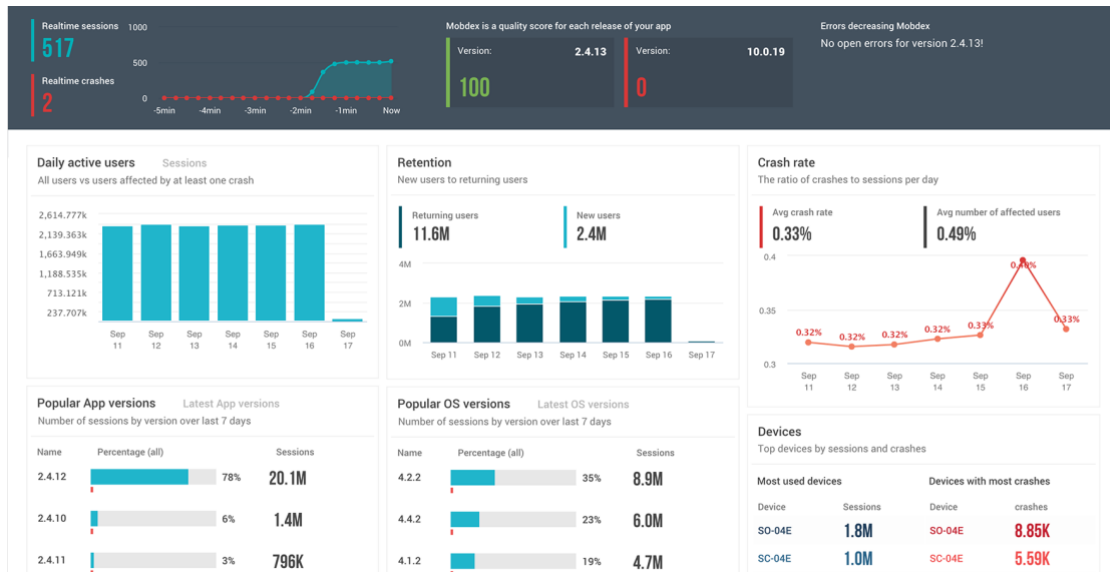 Realtime sessions
517
Realtime crashes
2
1000
500
0
-5min -4min -3min -2min -1min Now
Mobdex is a quality score for each release of your app
Version: 2.4.13
100
Version: 10.0.19
0
Errors decreasing Mobdex
No open errors for version 2.4.13!
Daily active users Sessions
All users vs users affected by at least one crash
2,614.777k
2,139.363k
1,663.949k
1,188.535k
713.121k
237.707k
Sep 11 Sep 12 Sep 13 Sep 14 Sep 15 Sep 16 Sep 17
Retention
New users to returning users
Returning users
11.6M
New users
2.4M
4M
2M
0M
Sep 11 Sep 12 Sep 13 Sep 14 Sep 15 Sep 16 Sep 17
Crash rate
The ratio of crashes to sessions per day
Avg crash rate
0.33%
Avg number of affected users
0.49%
0.4
0.35
0.3
0.32% 0.32% 0.32% 0.32% 0.33% 0.40% 0.33%
Sep 11 Sep 12 Sep 13 Sep 14 Sep 15 Sep 16 Sep 17
Popular App versions Latest App versions
Number of sessions by version over last 7 days
Name Percentage (all) Sessions
2.4.12 78% 20.1M
2.4.10 6% 1.4M
2.4.11 3% 796K
Popular OS versions Latest OS versions
Number of sessions by version over last 7 days
Name Percentage (all) Sessions
4.2.2 35% 8.9M
4.4.2 23% 6.0M
4.1.2 19% 4.7M
Devices
Top devices by sessions and crashes
Most used devices Devices with most crashes
Device Sessions Device crashes
SO-04E 1.8M SO-04E 8.85K
SC-04E 1.0M SC-04E 5.59K